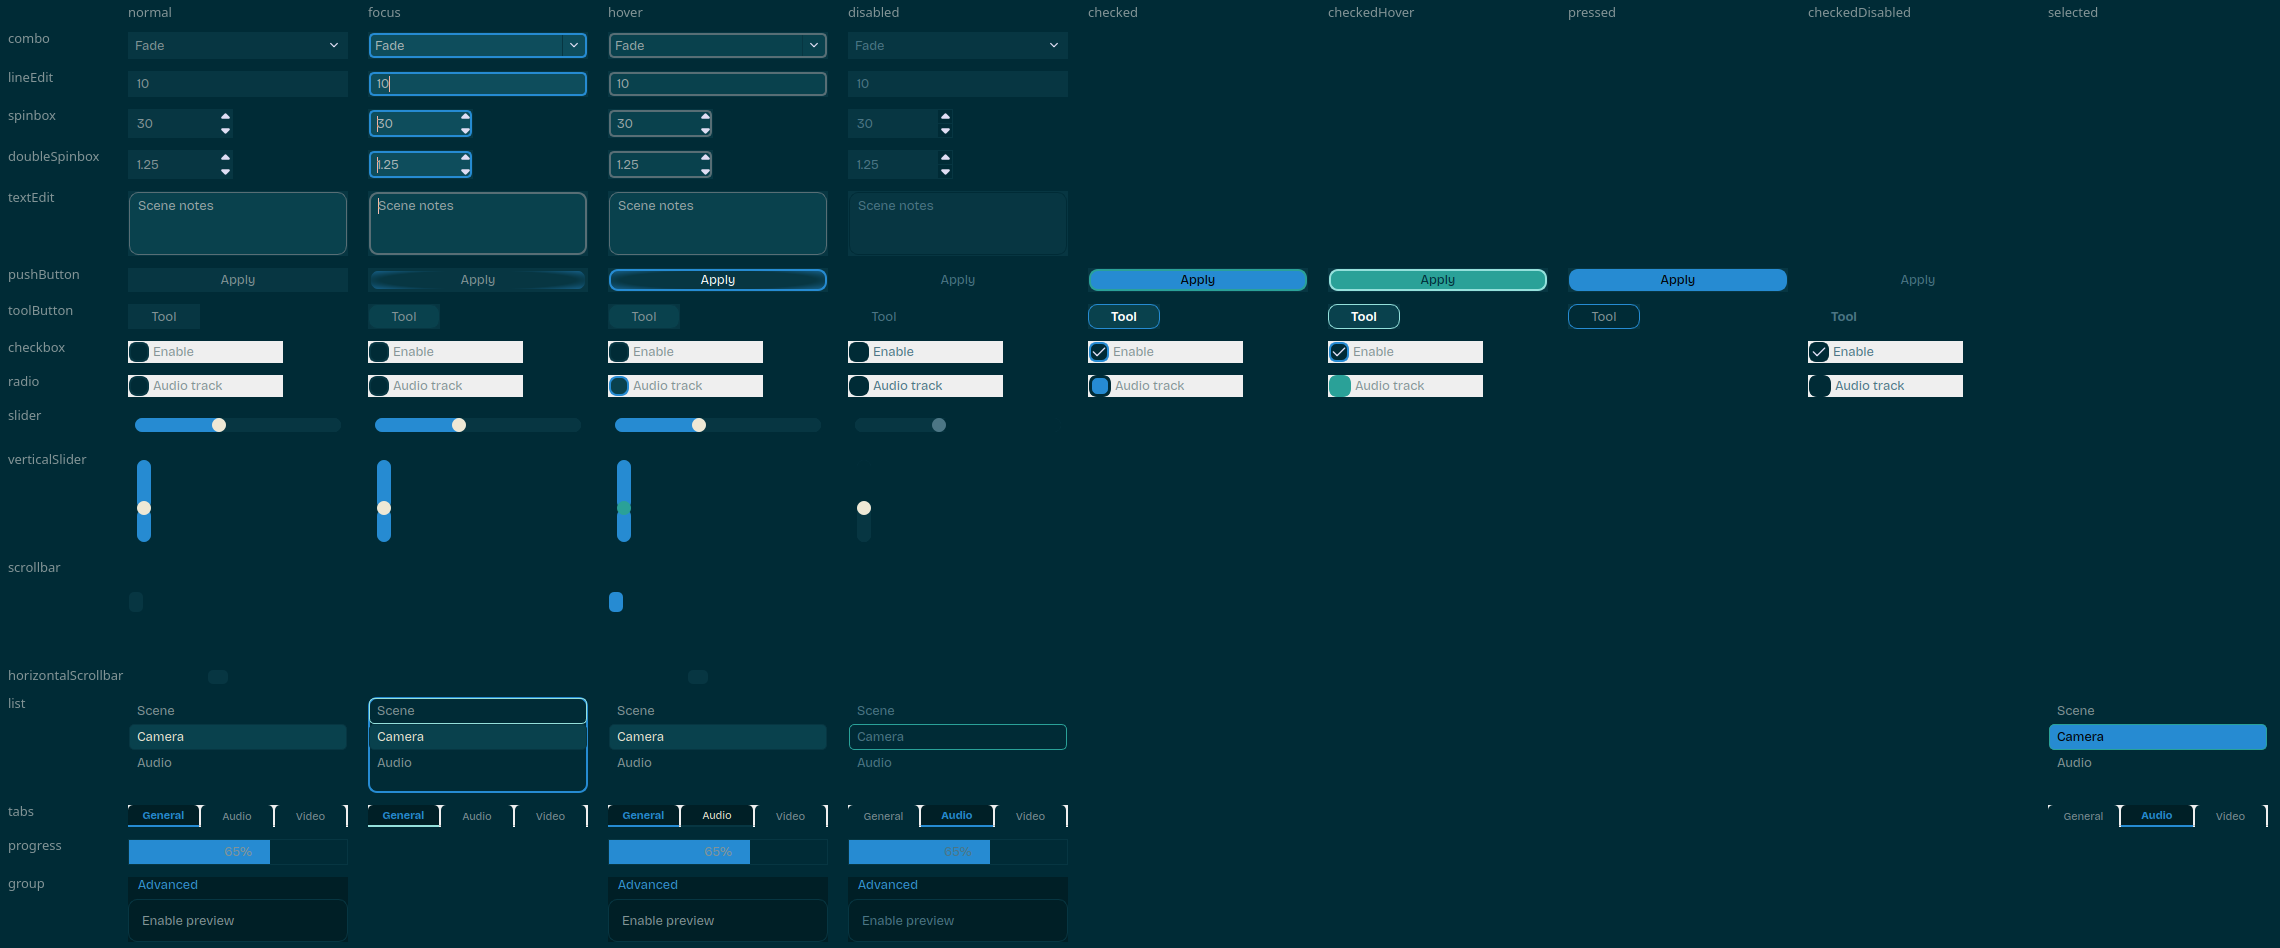 normal focus hover disabled checked checkedHover pressed checkedDisabled selected
combo Fade Fade Fade Fade
lineEdit 10 10 10 10
spinbox 30 30 30 30
doubleSpinbox 1.25 1.25 1.25 1.25
textEdit Scene notes Scene notes Scene notes Scene notes
pushButton Apply Apply Apply Apply Apply Apply Apply Apply
toolButton Tool Tool Tool Tool Tool Tool Tool Tool
checkbox Enable Enable Enable Enable Enable Enable Enable
radio Audio track Audio track Audio track Audio track Audio track Audio track Audio track
slider
verticalSlider
scrollbar
horizontalScrollbar
list Scene Scene Scene Scene Scene
Camera Camera Camera Camera Camera
Audio Audio Audio Audio Audio
tabs General Audio Video General Audio Video General Audio Video General Audio Video General Audio Video
progress 65% 65% 65%
group Advanced Advanced Advanced
Enable preview Enable preview Enable preview